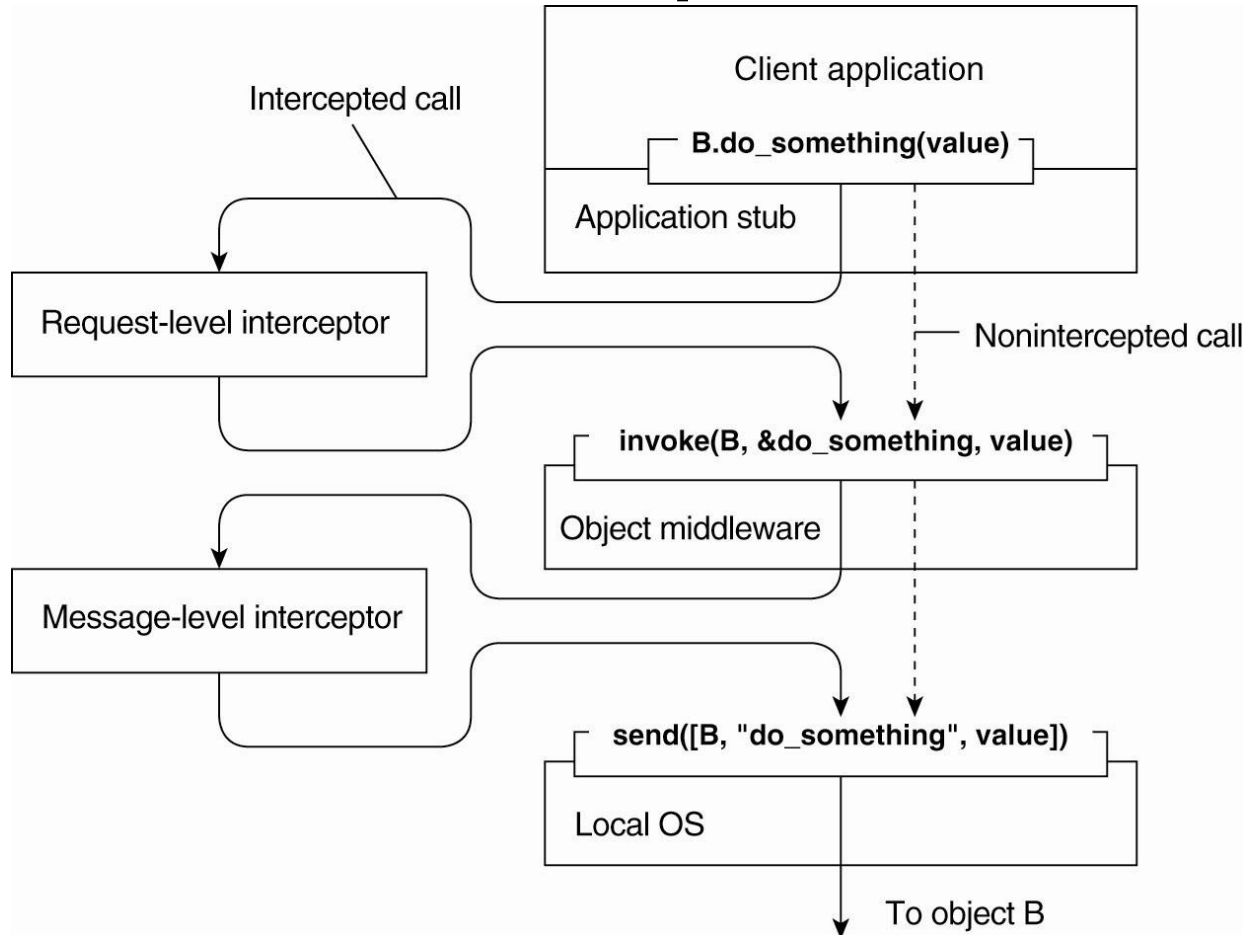 Client application
Intercepted call
B.do_something(value)
Application stub
Request-level interceptor
Nonintercepted call
invoke(B, &do_something, value)
Object middleware
Message-level interceptor
send([B, "do_something", value])
Local OS
To object B